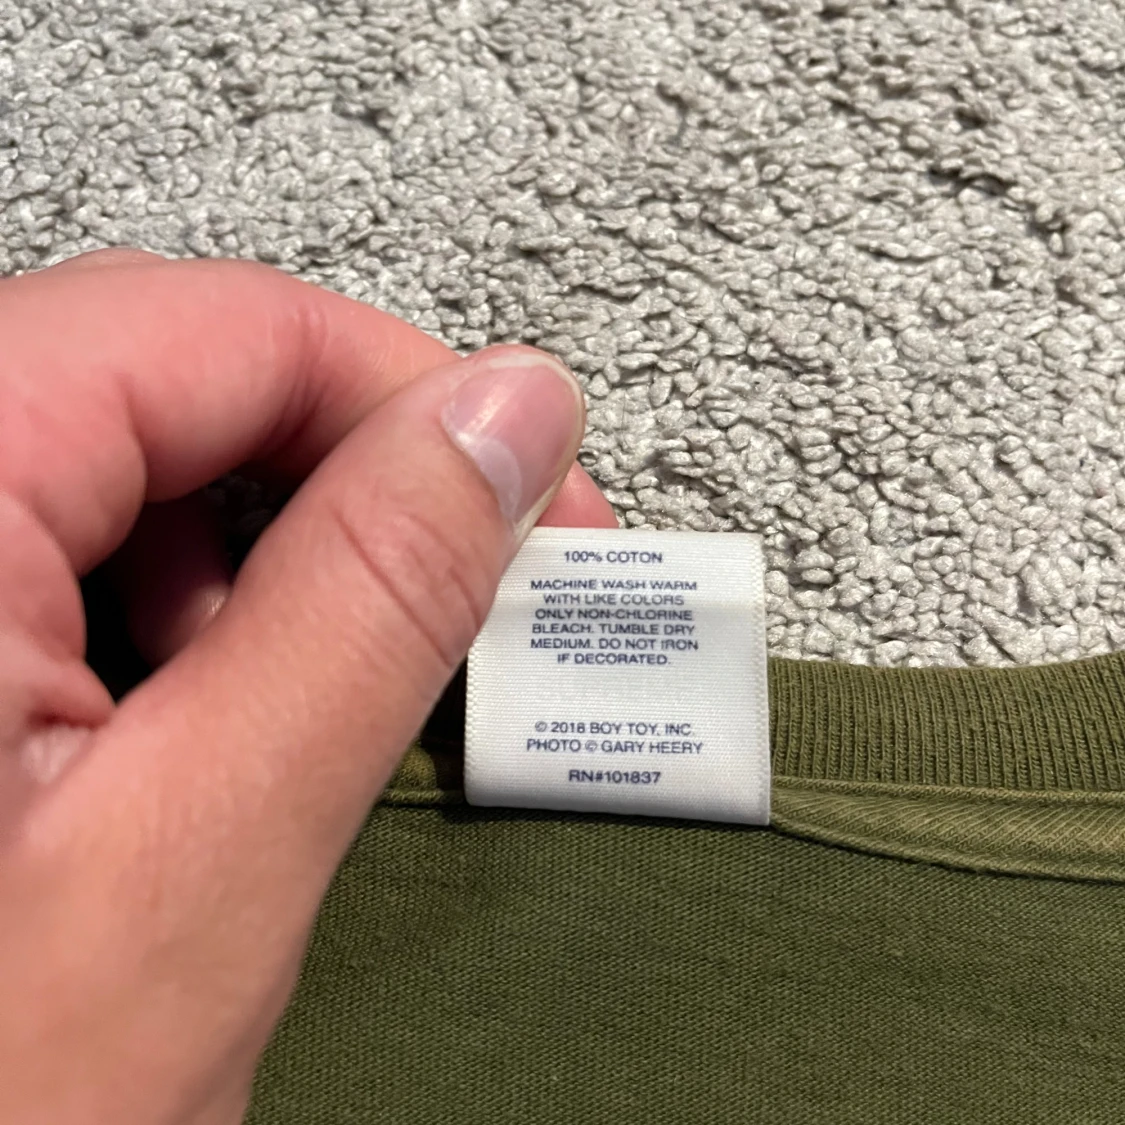 100% COTON
MACHINE WASH WARM
WITH LIKE COLORS
ONLY NON-CHLORINE
BLEACH. TUMBLE DRY
MEDIUM. DO NOT IRON
IF DECORATED.
© 2018 BOY TOY, INC.
PHOTO © GARY HEERY
RN#101837